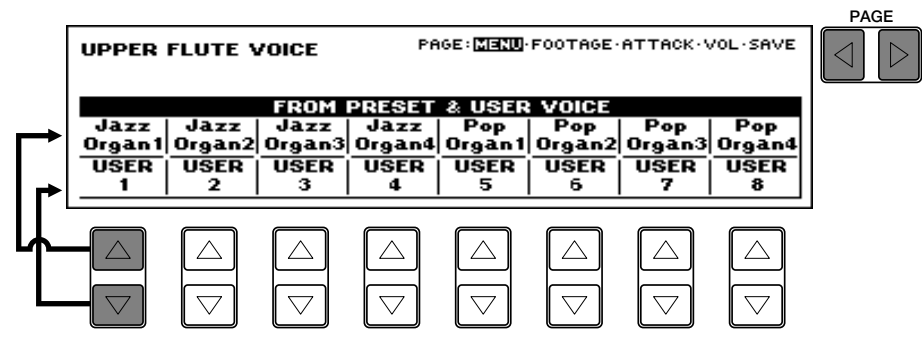 PAGE
UPPER FLUTE VOICE PAGE:MENU·FOOTAGE·ATTACK·VOL·SAVE
FROM PRESET & USER VOICE
Jazz Jazz Jazz Jazz Pop Pop Pop Pop
Organ1 Organ2 Organ3 Organ4 Organ1 Organ2 Organ3 Organ4
USER USER USER USER USER USER USER USER
1 2 3 4 5 6 7 8